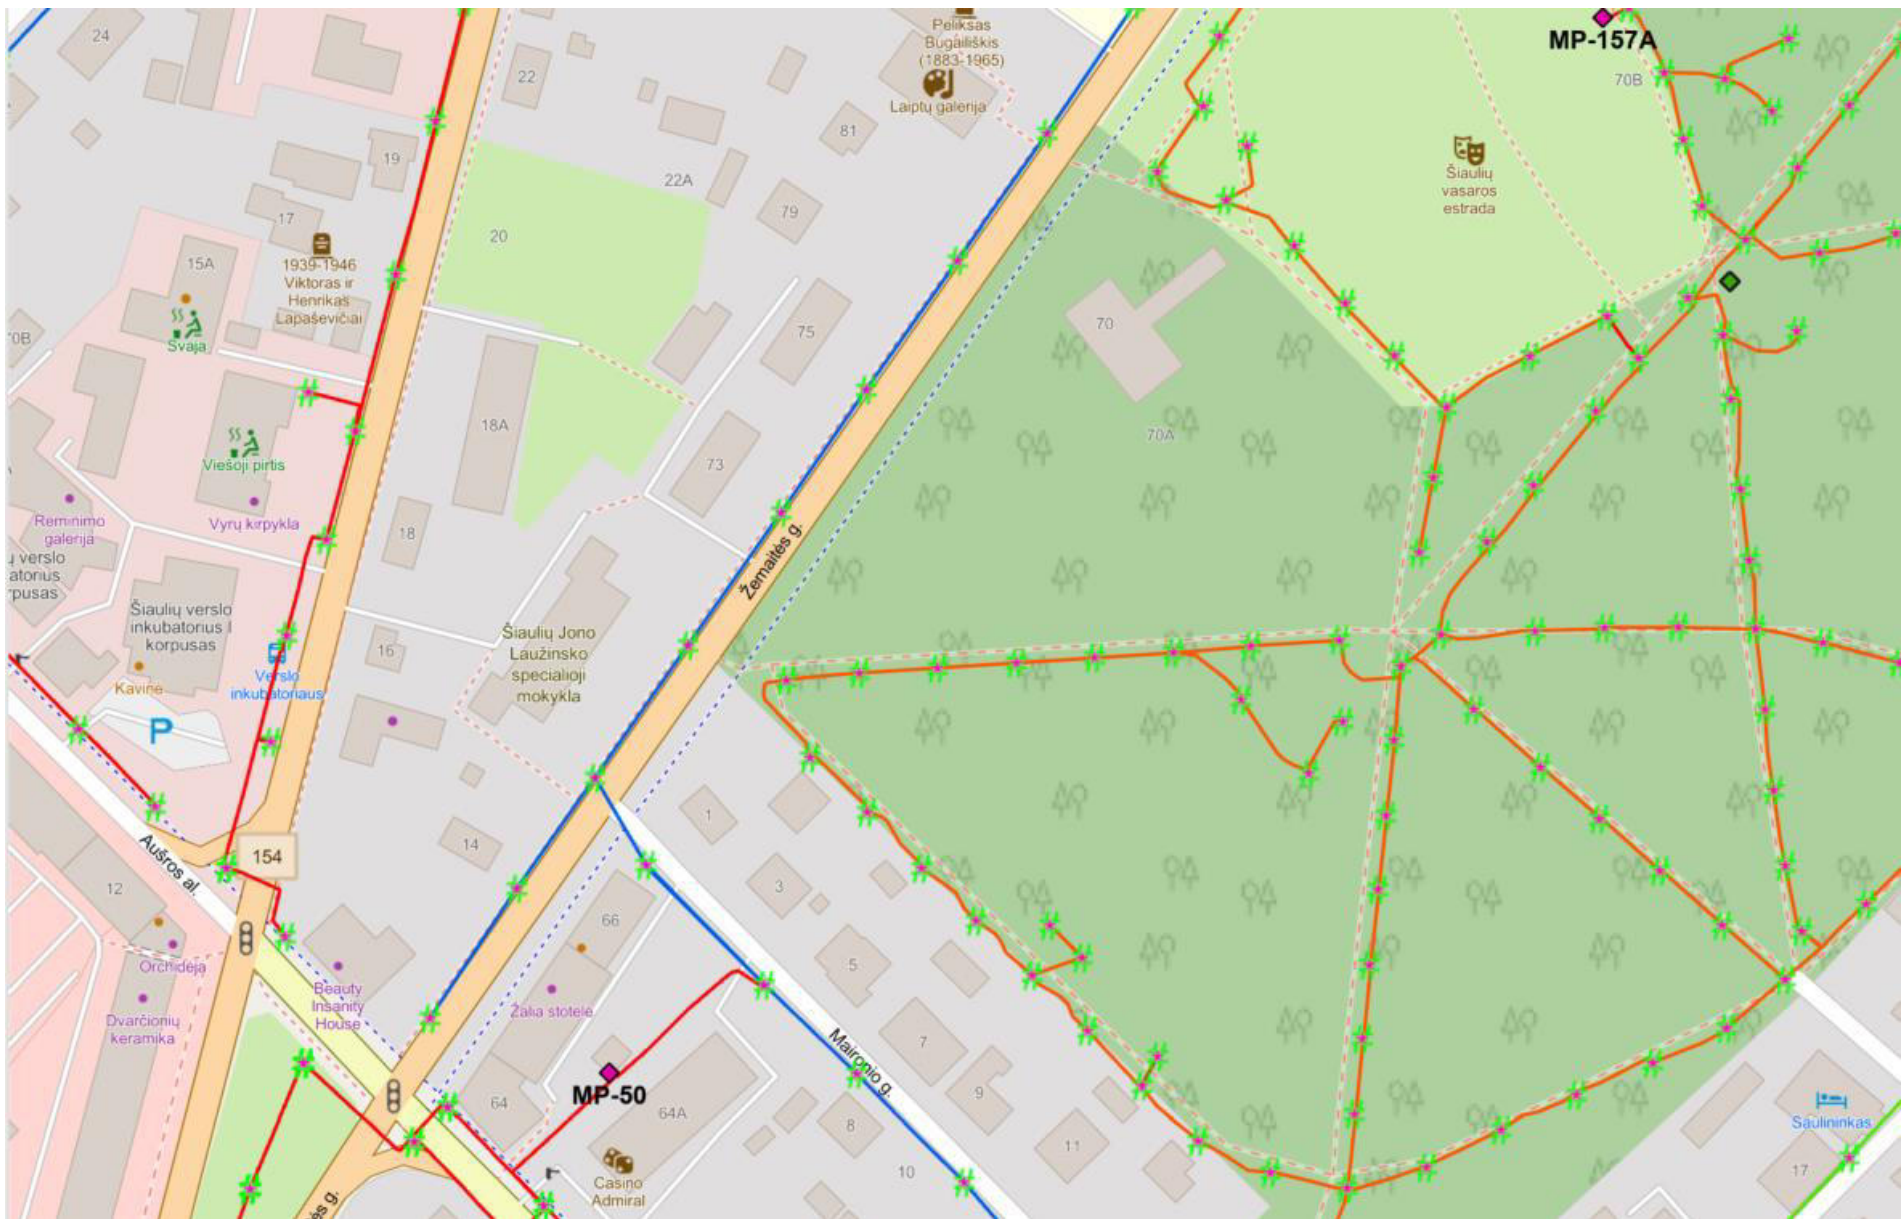 24
22
Peliksas
Bugailiškis
(1883-1965)
Laiptų galerija
MP-157A
70B
81
19
22A
Šiaulių
vasaros
estrada
17
79
20
15A
1939-1946
Viktoras ir
Henrikas
Lapaševičiai
70
75
Svaja
18A
70A
73
Viešoji pirtis
Vyrų kirpykla
Reminimo
galerija
18
Žemaitės g.
Šiaulių verslo
inkubatorius I
korpusas
Šiaulių Jono
Laužinsko
specialioji
mokykla
16
Kavinė
Verslo
inkubatoriaus
P
1
14
154
Aušros al.
12
3
66
Orchidėja
5
Beauty
Insanity
House
Žalia stotelė
Dvarčionių
keramika
Maironio g.
7
MP-50
64
64A
9
8
11
10
Saulininkas
17
Casino
Admiral
ės g.